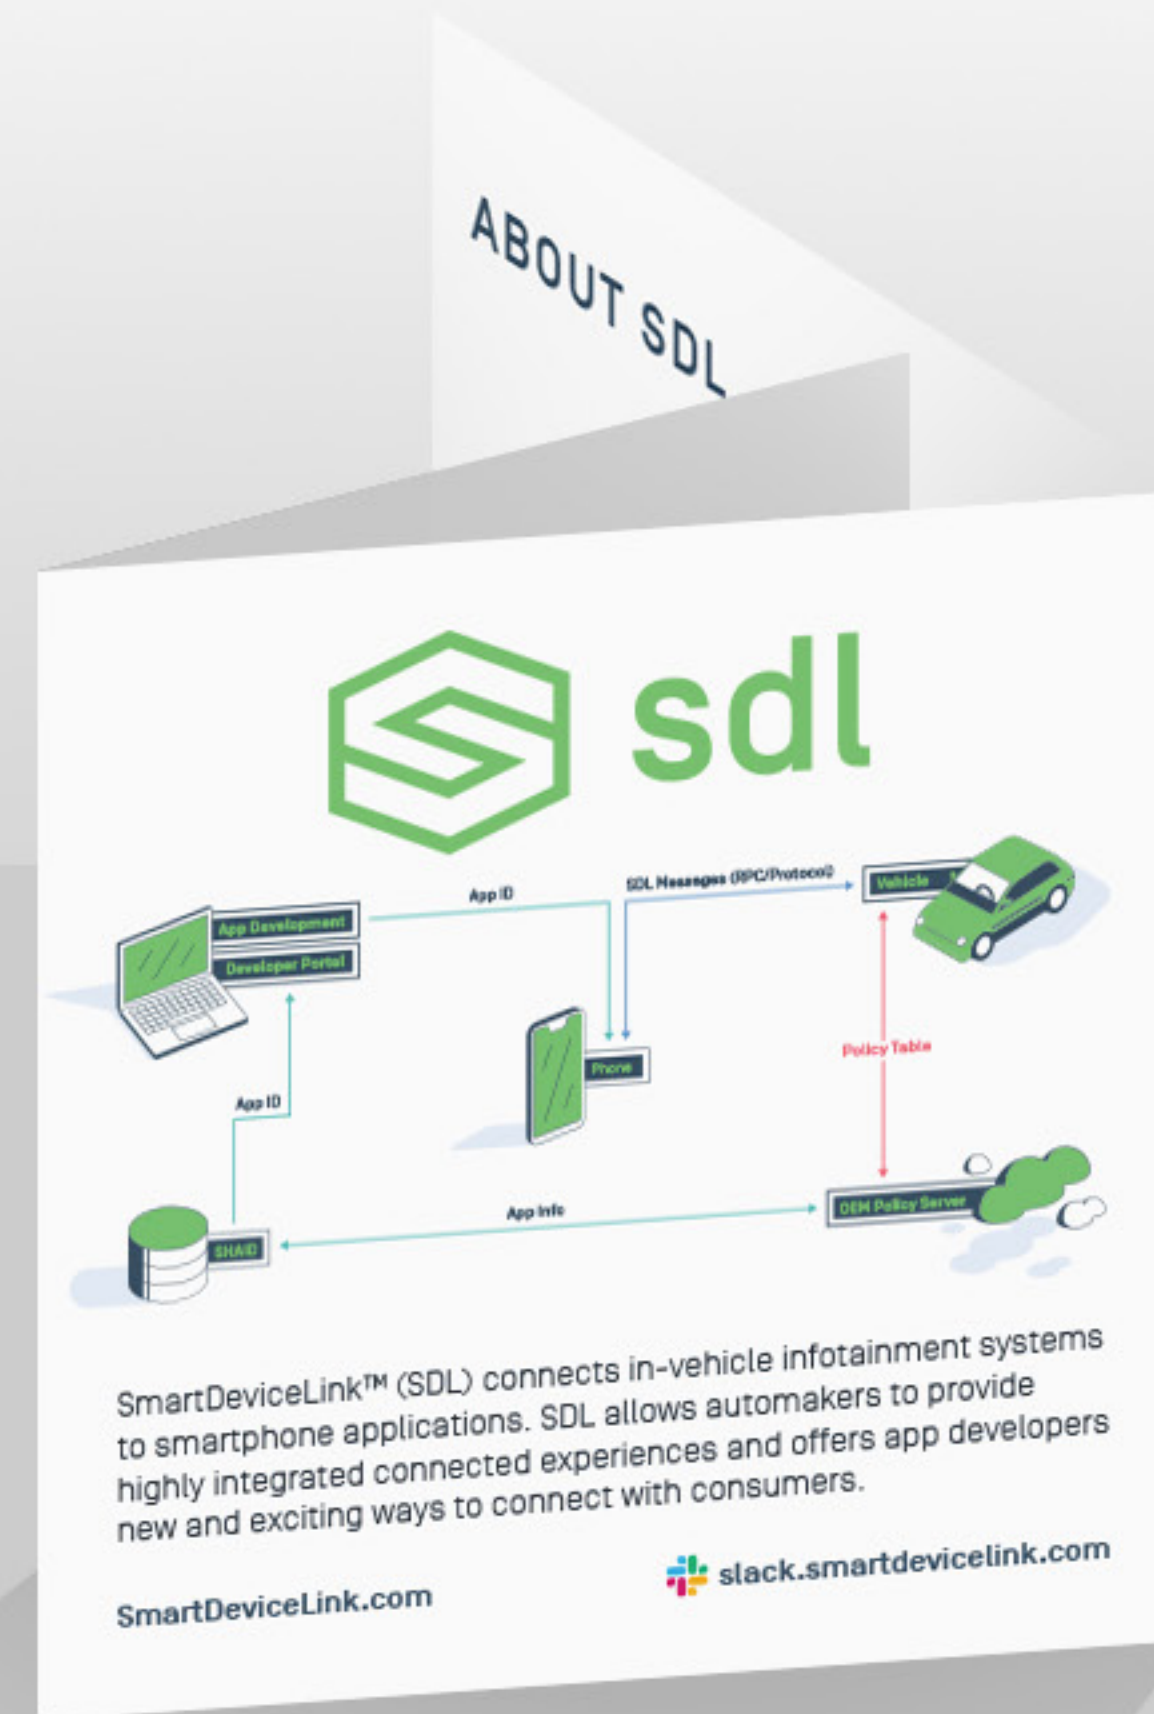 ABOUT SDL
sdl
App ID
SDL Messages (RPC/Protocol)
Vehicle
App Development
Developer Portal
Phone
Policy Table
App ID
App Info
OEM Policy Server
SHAID
SmartDeviceLink™ (SDL) connects in-vehicle infotainment systems
to smartphone applications. SDL allows automakers to provide
highly integrated connected experiences and offers app developers
new and exciting ways to connect with consumers.
SmartDeviceLink.com
slack.smartdevicelink.com